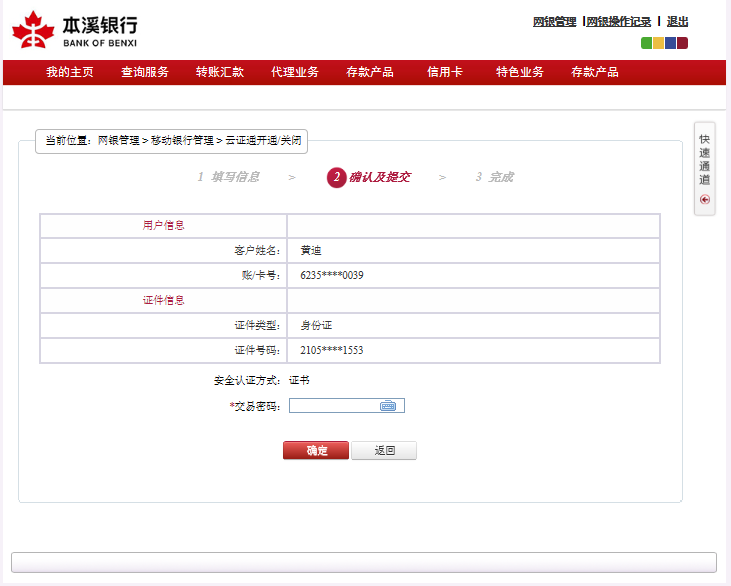 本溪银行
BANK OF BENXI
网银管理 | 网银操作记录 | 退出
我的主页 查询服务 转账汇款 代理业务 存款产品 信用卡 特色业务 存款产品
当前位置：网银管理 > 移动银行管理 > 云证通开通/关闭
快速通道
1 填写信息 > 2 确认及提交 > 3 完成
用户信息
客户姓名： 黄迪
账/卡号： 6235****0039
证件信息
证件类型： 身份证
证件号码： 2105****1553
安全认证方式： 证书
*交易密码：
确定 返回